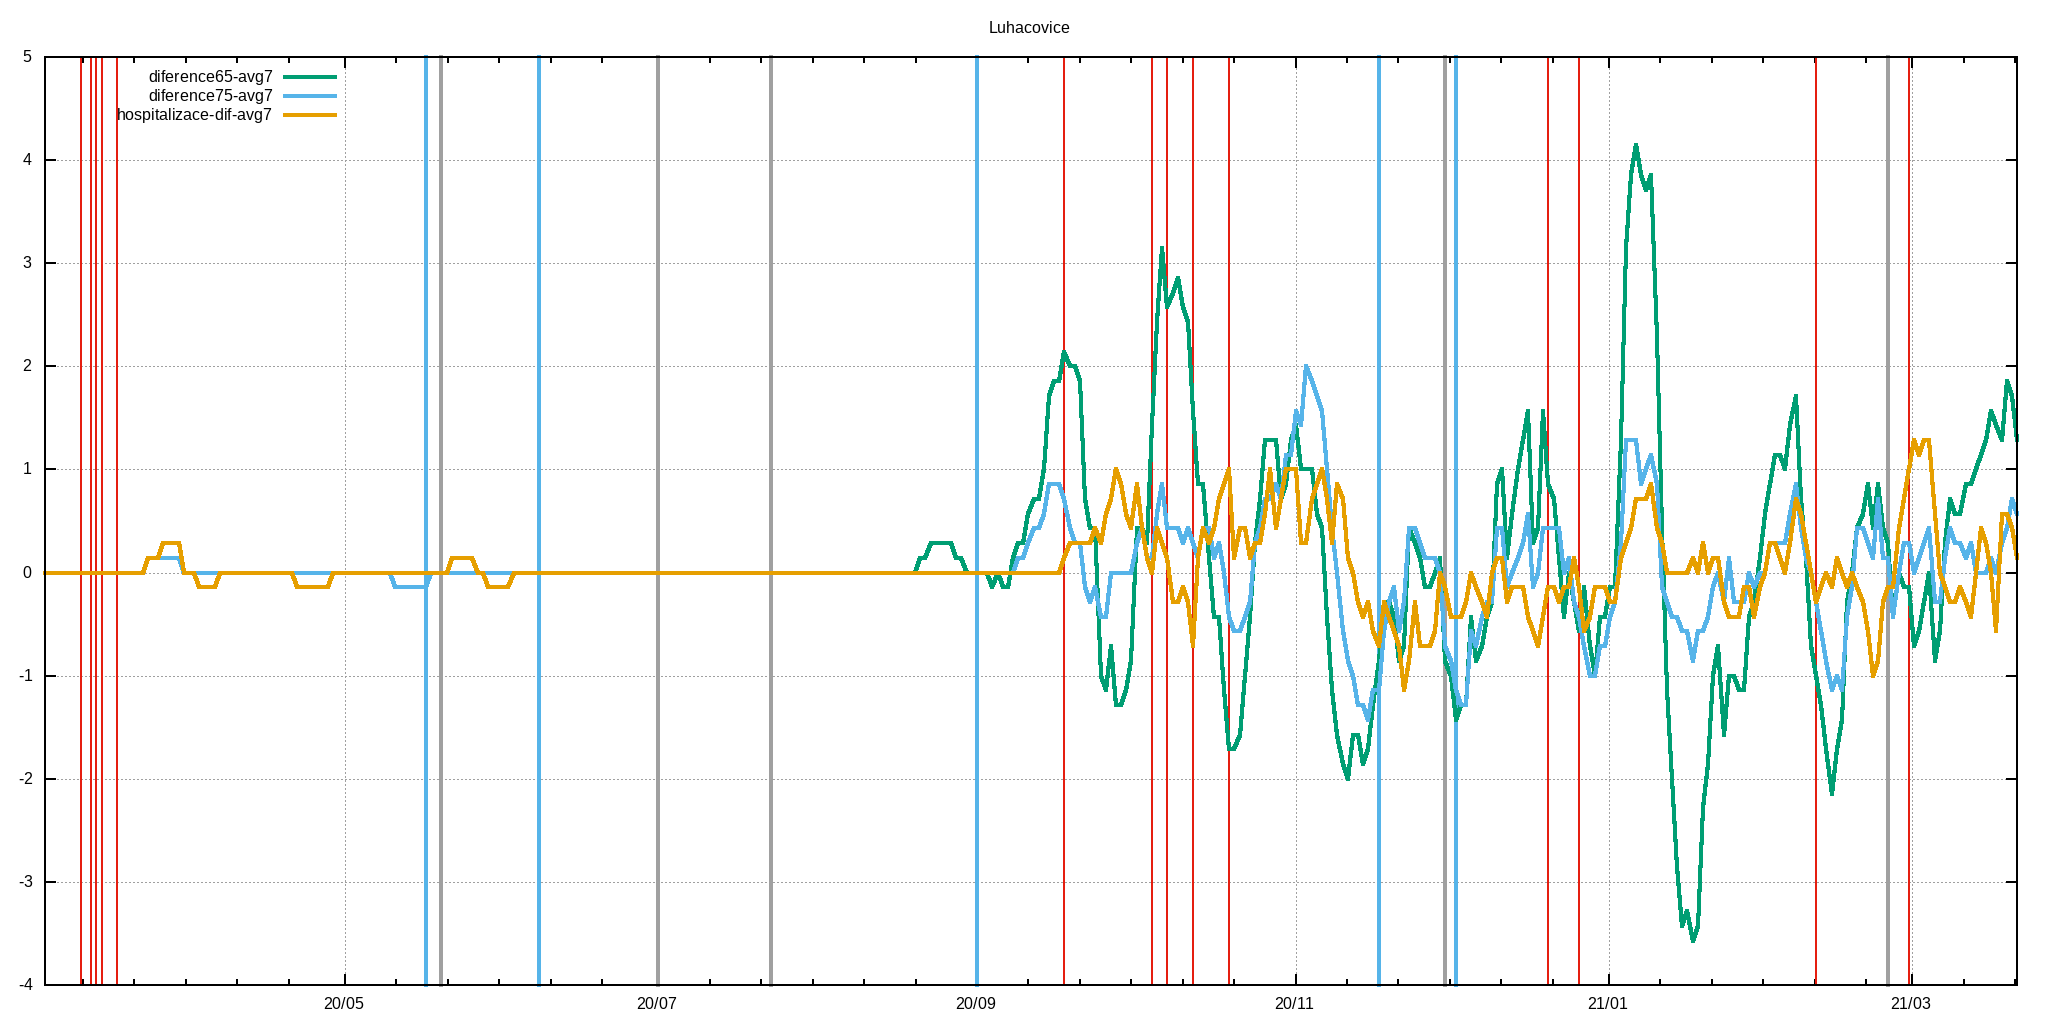 Luhacovice
diference65-avg7
diference75-avg7
hospitalizace-dif-avg7
5
4
3
2
1
0
-1
-2
-3
-4
20/05 20/07 20/09 20/11 21/01 21/03